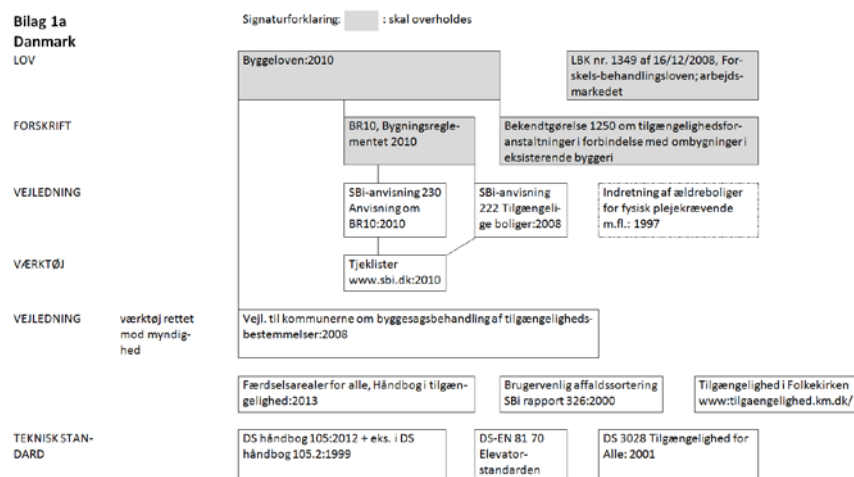 Bilag 1a
Danmark
Signaturforklaring: : skal overholdes
LOV
Byggeloven:2010
LBK nr. 1349 af 16/12/2008, For-
skels-behandlingsloven; arbejds-
markedet
FORSKRIFT
BR10, Bygningsregle-
mentet 2010
Bekendtgørelse 1250 om tilgængelighedsfor-
anstaltninger i forbindelse med ombygninger i
eksisterende byggeri
VEJLEDNING
SBi-anvisning 230
Anvisning om
BR10:2010
SBi-anvisning
222 Tilgængeli-
ge boliger:2008
Indretning af ældreboliger
for fysisk plejekrævende
m.fl.: 1997
VÆRKTØJ
Tjeklister
www.sbi.dk:2010
VEJLEDNING
værktøj rettet
mod myndig-
hed
Vejl. til kommunerne om byggesagsbehandling af tilgængeligheds-
bestemmelser:2008
Færdselsarealer for alle, Håndbog i tilgæn-
gelighed:2013
Brugervenlig affaldssortering
SBi rapport 326:2000
Tilgængelighed i Folkekirken
www:tilgaengelighed.km.dk/
TEKNISK STAN-
DARD
DS håndbog 105:2012 + eks. i DS
håndbog 105.2:1999
DS-EN 81 70
Elevator-
standarden
DS 3028 Tilgængelighed for
Alle: 2001